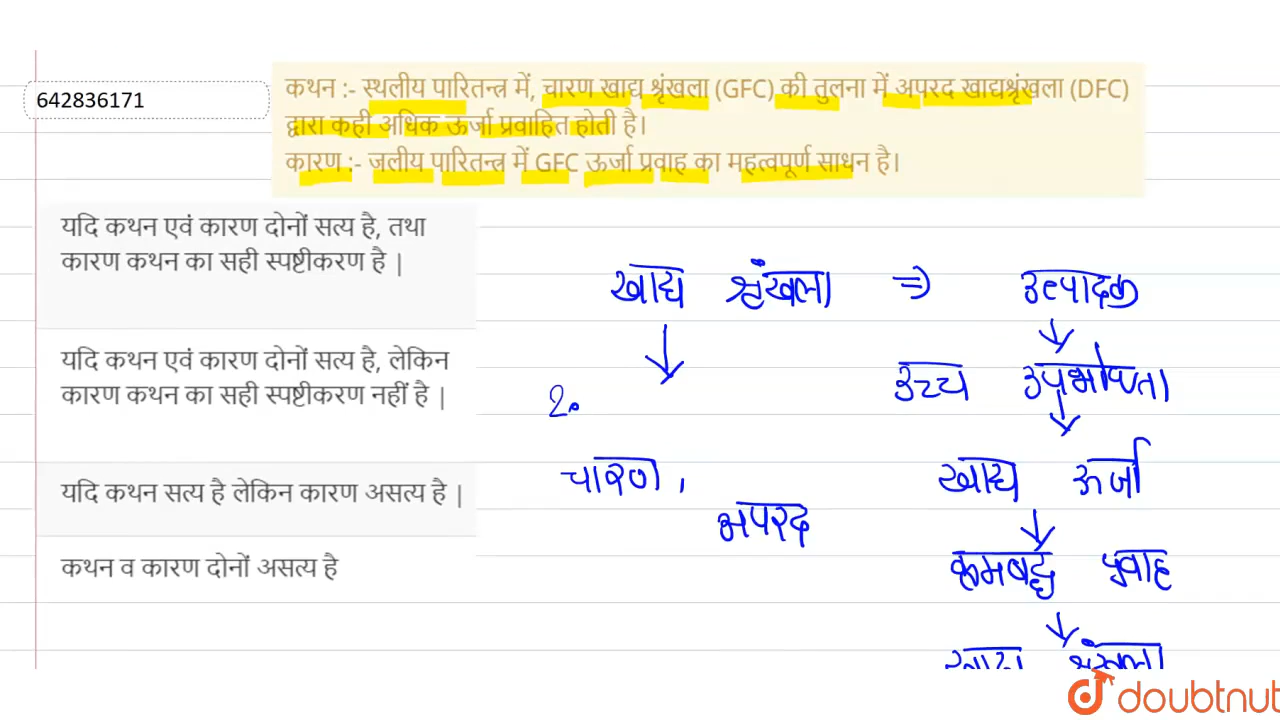 642836171
कथन :- स्थलीय पारितन्त्र में, चारण खाद्य श्रृंखला (GFC) की तुलना में अपरद खाद्यश्रृंखला (DFC)
द्वारा कही अधिक ऊर्जा प्रवाहित होती है।
कारण :- जलीय पारितन्त्र में GFC ऊर्जा प्रवाह का महत्वपूर्ण साधन है।
यदि कथन एवं कारण दोनों सत्य है, तथा
कारण कथन का सही स्पष्टीकरण है |
यदि कथन एवं कारण दोनों सत्य है, लेकिन
कारण कथन का सही स्पष्टीकरण नहीं है |
यदि कथन सत्य है लेकिन कारण असत्य है |
कथन व कारण दोनों असत्य है
खाद्य श्रृंखला ⇒ उत्पादक
↓ ↓
उच्च उपभोक्ता
2.
↓
चारण, खाद्य ऊर्जा
अपरद
↓
क्रमबद्ध प्रवाह
↓
खाद्य श्रृंखला
doubtnut